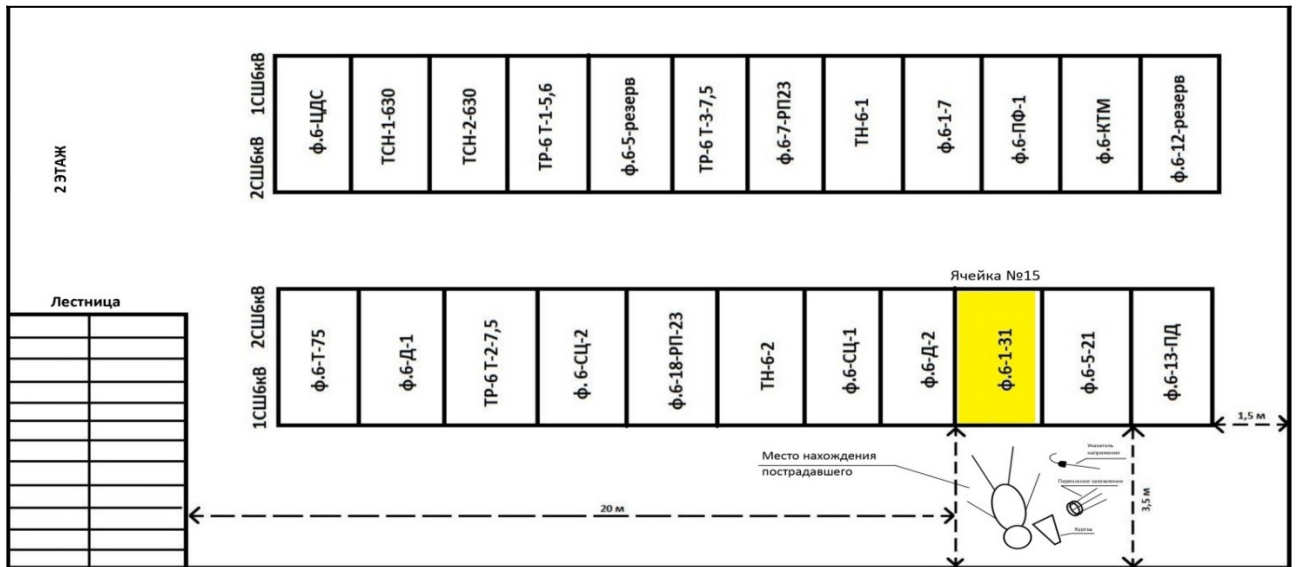 1СШ6кВ
2СШ6кВ
ф.6-ЦДС
ТСН-1-630
ТСН-2-630
ТР-6 Т-1-5,6
ф.6-5-резерв
ТР-6 Т-3-7,5
ф.6-7-РП23
ТН-6-1
ф.6-1-7
ф.6-ПФ-1
ф.6-КТМ
ф.6-12-резерв
2 ЭТАЖ
Ячейка №15
Лестница
2СШ6кВ
1СШ6кВ
ф.6-Т-75
ф.6-Д-1
ТР-6 Т-2-7,5
ф. 6-СЦ-2
ф.6-18-РП-23
ТН-6-2
ф.6-СЦ-1
ф.6-Д-2
ф.6-1-31
ф.6-5-21
ф.6-13-ПД
1,5 м
Место нахождения
пострадавшего
Указатель
напряжения
Переносное заземление
Куртка
20 м
3,5 м